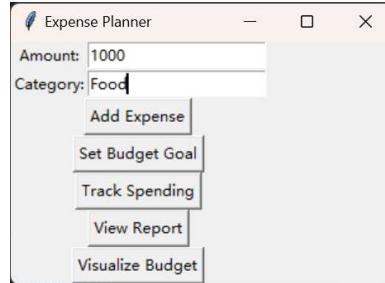 Expense Planner
Amount: 1000
Category: Food
Add Expense
Set Budget Goal
Track Spending
View Report
Visualize Budget